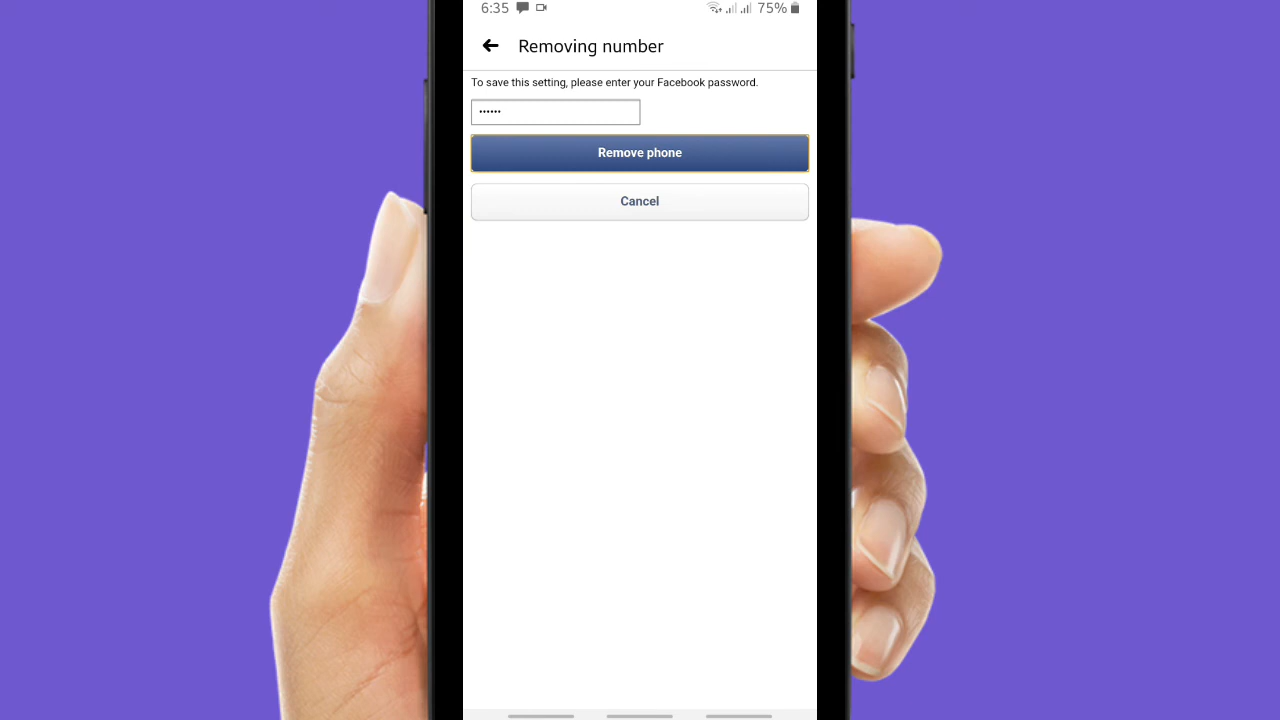 6:35 75%
Removing number
To save this setting, please enter your Facebook password.
••••••
Remove phone
Cancel